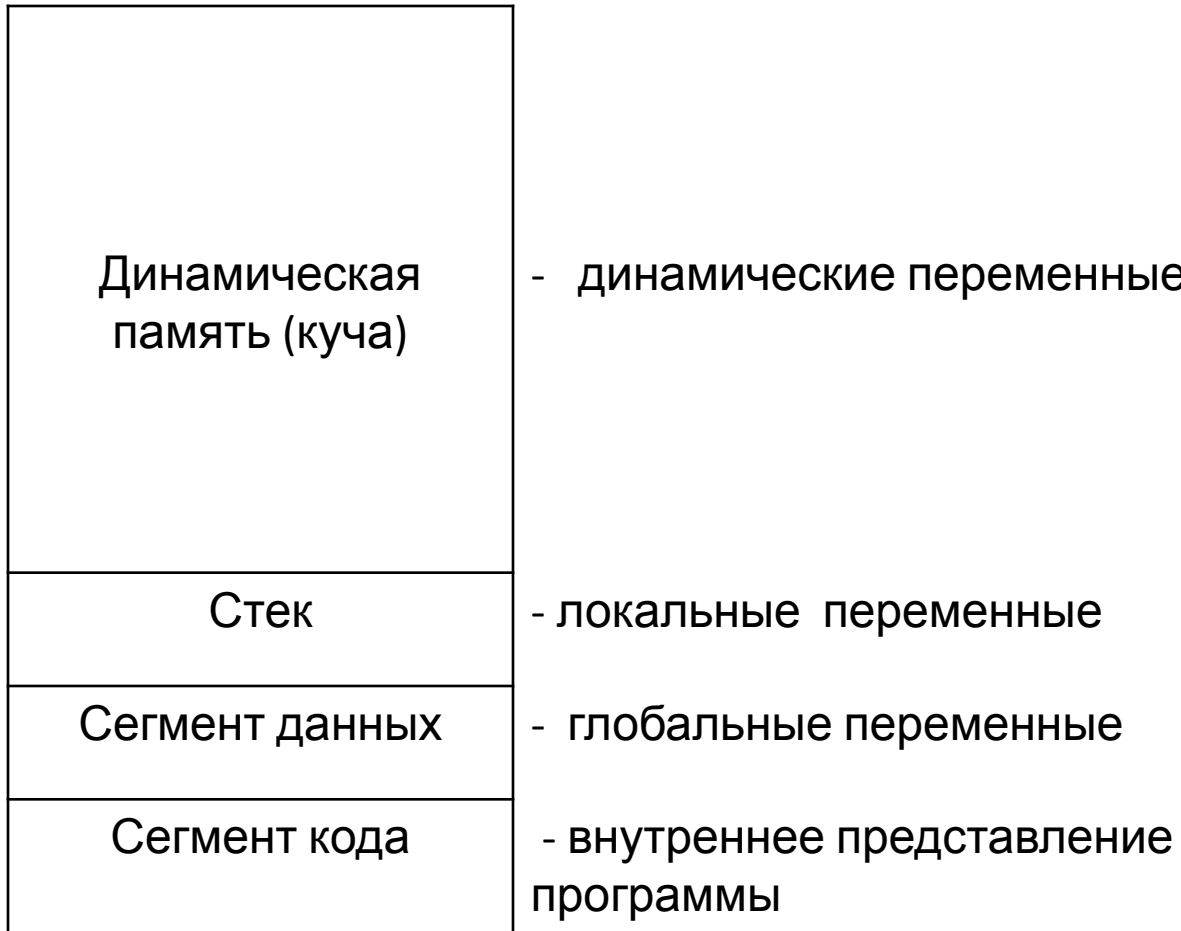 Динамическая
память (куча)
- динамические переменные
Стек
- локальные переменные
Сегмент данных
- глобальные переменные
Сегмент кода
- внутреннее представление
программы